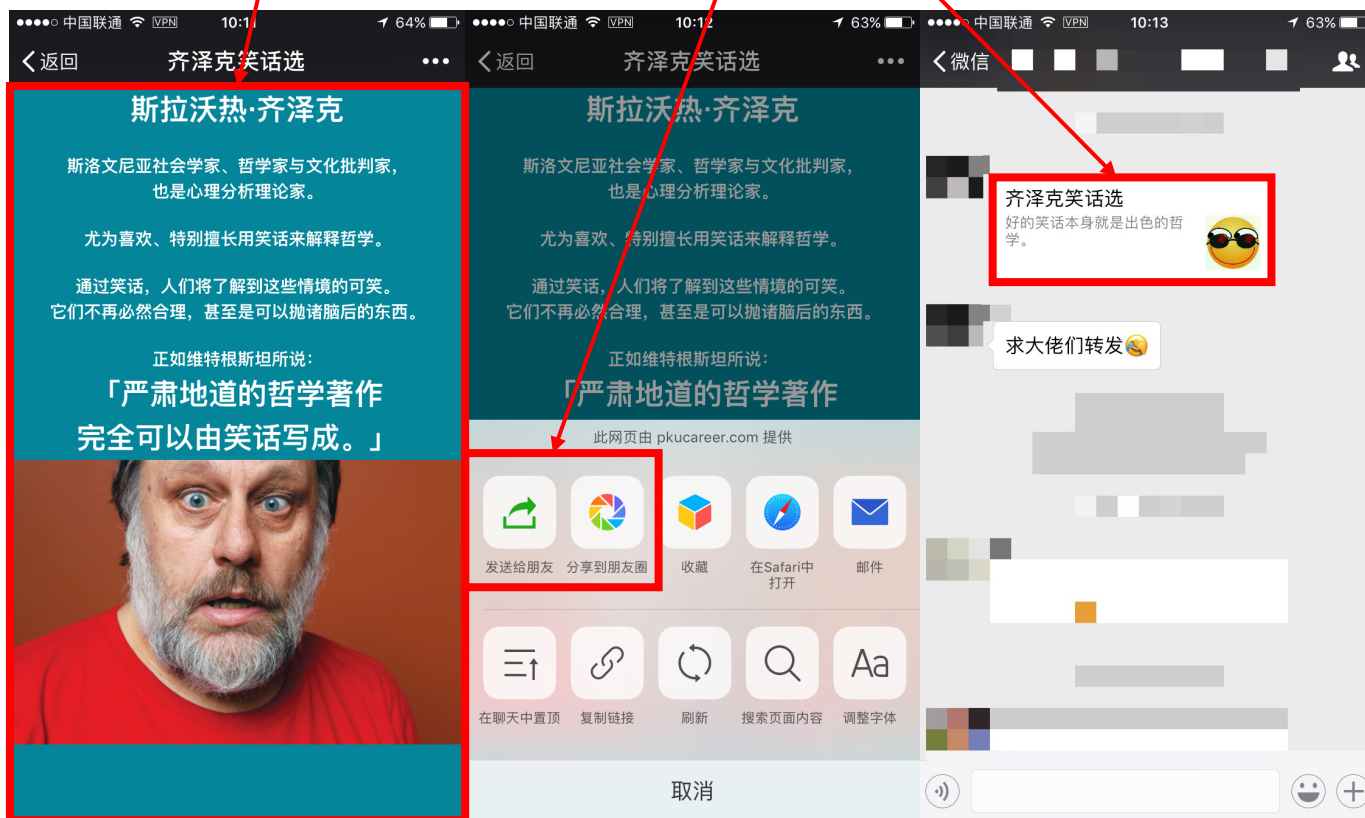 中国联通 VPN 10:11 64%
返回 齐泽克笑话选
斯拉沃热·齐泽克
斯洛文尼亚社会学家、哲学家与文化批判家，
也是心理分析理论家。
尤为喜欢、特别擅长用笑话来解释哲学。
通过笑话，人们将了解到这些情境的可笑。
它们不再必然合理，甚至是可以抛诸脑后的东西。
正如维特根斯坦所说：
「严肃地道的哲学著作
完全可以由笑话写成。」
中国联通 VPN 10:12 63%
返回 齐泽克笑话选
斯拉沃热·齐泽克
斯洛文尼亚社会学家、哲学家与文化批判家，
也是心理分析理论家。
尤为喜欢、特别擅长用笑话来解释哲学。
通过笑话，人们将了解到这些情境的可笑。
它们不再必然合理，甚至是可以抛诸脑后的东西。
正如维特根斯坦所说：
「严肃地道的哲学著作
此网页由 pkucareer.com 提供
发送给朋友 分享到朋友圈 收藏 在Safari中 邮件
打开
在聊天中置顶 复制链接 刷新 搜索页面内容 调整字体
Aa
取消
中国联通 VPN 10:13 63%
微信
齐泽克笑话选
好的笑话本身就是出色的哲
学。
求大佬们转发